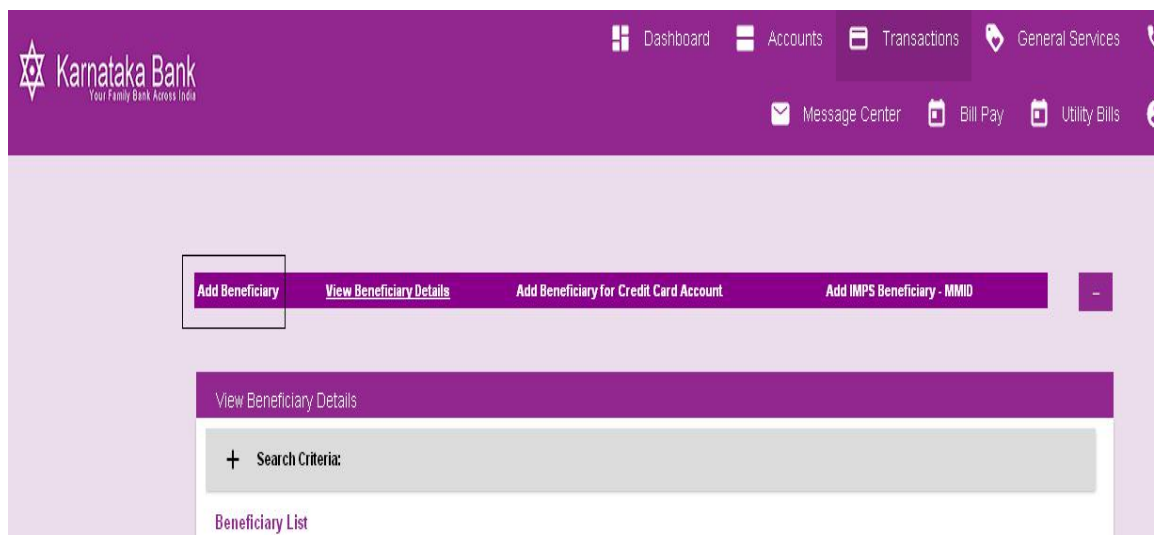 Dashboard Accounts Transactions General Services
Karnataka Bank
Your Family Bank Across India
Message Center Bill Pay Utility Bills
Add Beneficiary View Beneficiary Details Add Beneficiary for Credit Card Account Add IMPS Beneficiary - MMID
View Beneficiary Details
+ Search Criteria:
Beneficiary List